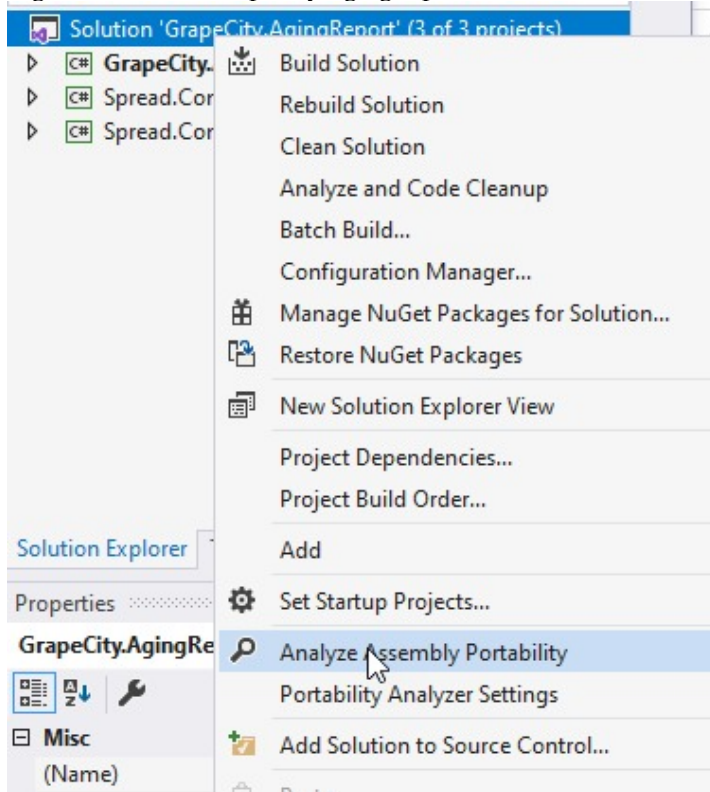 Solution 'GrapeCity.AgingReport' (3 of 3 projects)
C# GrapeCity.
C# Spread.Cor
C# Spread.Cor
Build Solution
Rebuild Solution
Clean Solution
Analyze and Code Cleanup
Batch Build...
Configuration Manager...
Manage NuGet Packages for Solution...
Restore NuGet Packages
New Solution Explorer View
Project Dependencies...
Project Build Order...
Add
Set Startup Projects...
Analyze Assembly Portability
Portability Analyzer Settings
Add Solution to Source Control...
Solution Explorer
Properties
GrapeCity.AgingRe
Misc
(Name)